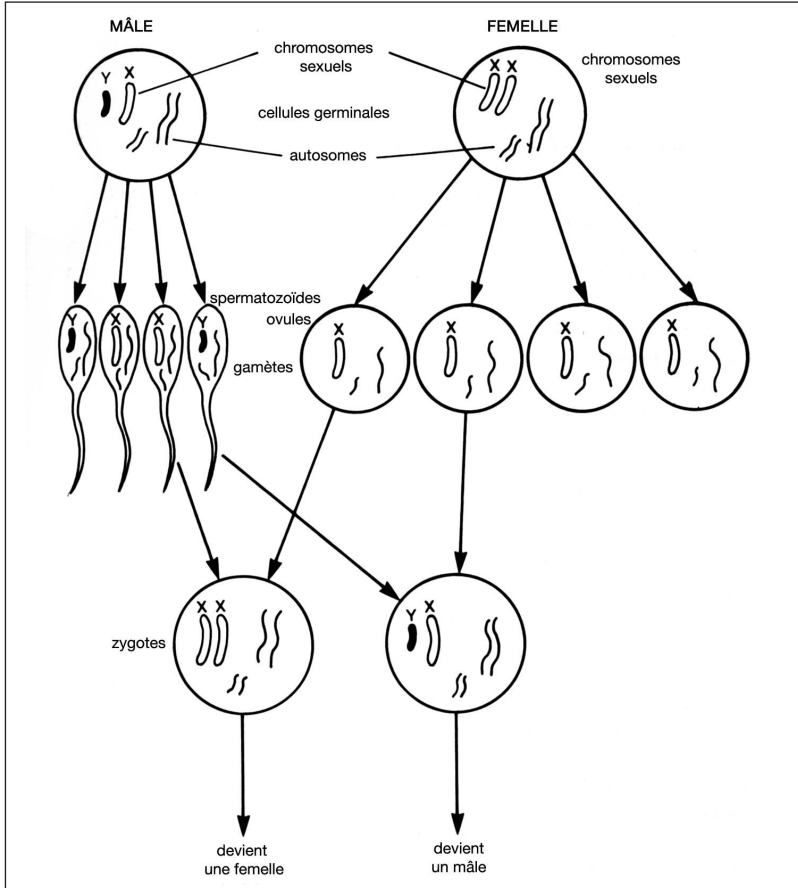 MÂLE
FEMELLE
chromosomes
sexuels
chromosomes
sexuels
Y
X
X X
cellules germinales
autosomes
spermatozoïdes
ovules
gamètes
Y
X
X
Y
X
X
X
X
zygotes
X X
Y
X
devient
une femelle
devient
un mâle